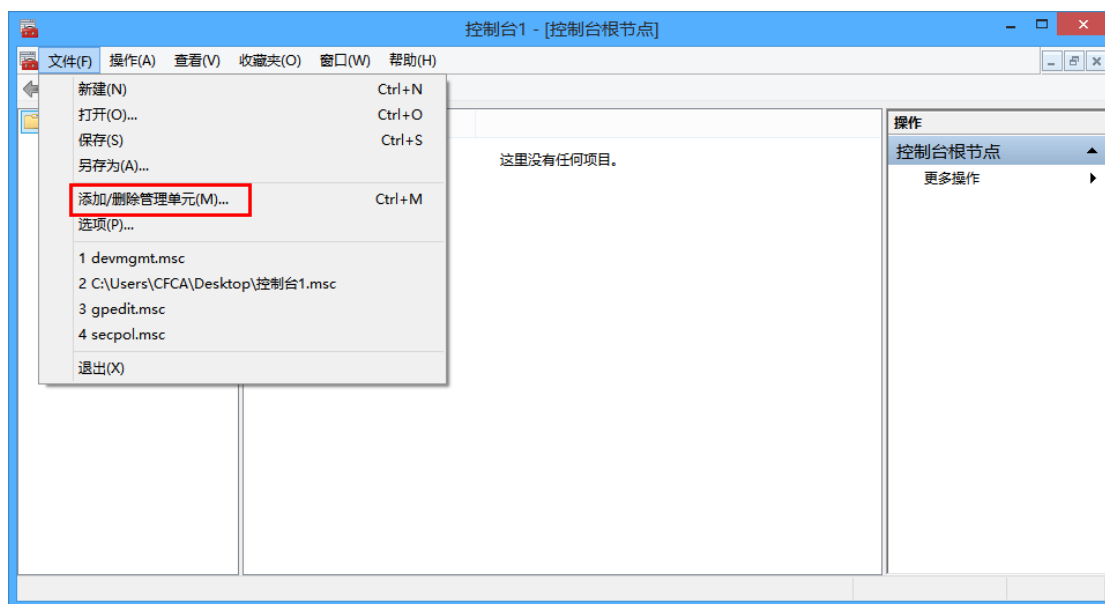 控制台1 - [控制台根节点]
文件(F) 操作(A) 查看(V) 收藏夹(O) 窗口(W) 帮助(H)
新建(N) Ctrl+N
打开(O)... Ctrl+O
保存(S) Ctrl+S
另存为(A)...
添加/删除管理单元(M)... Ctrl+M
选项(P)...
1 devmgmt.msc
2 C:\Users\CFCA\Desktop\控制台1.msc
3 gpedit.msc
4 secpol.msc
退出(X)
这里没有任何项目。
操作
控制台根节点
更多操作